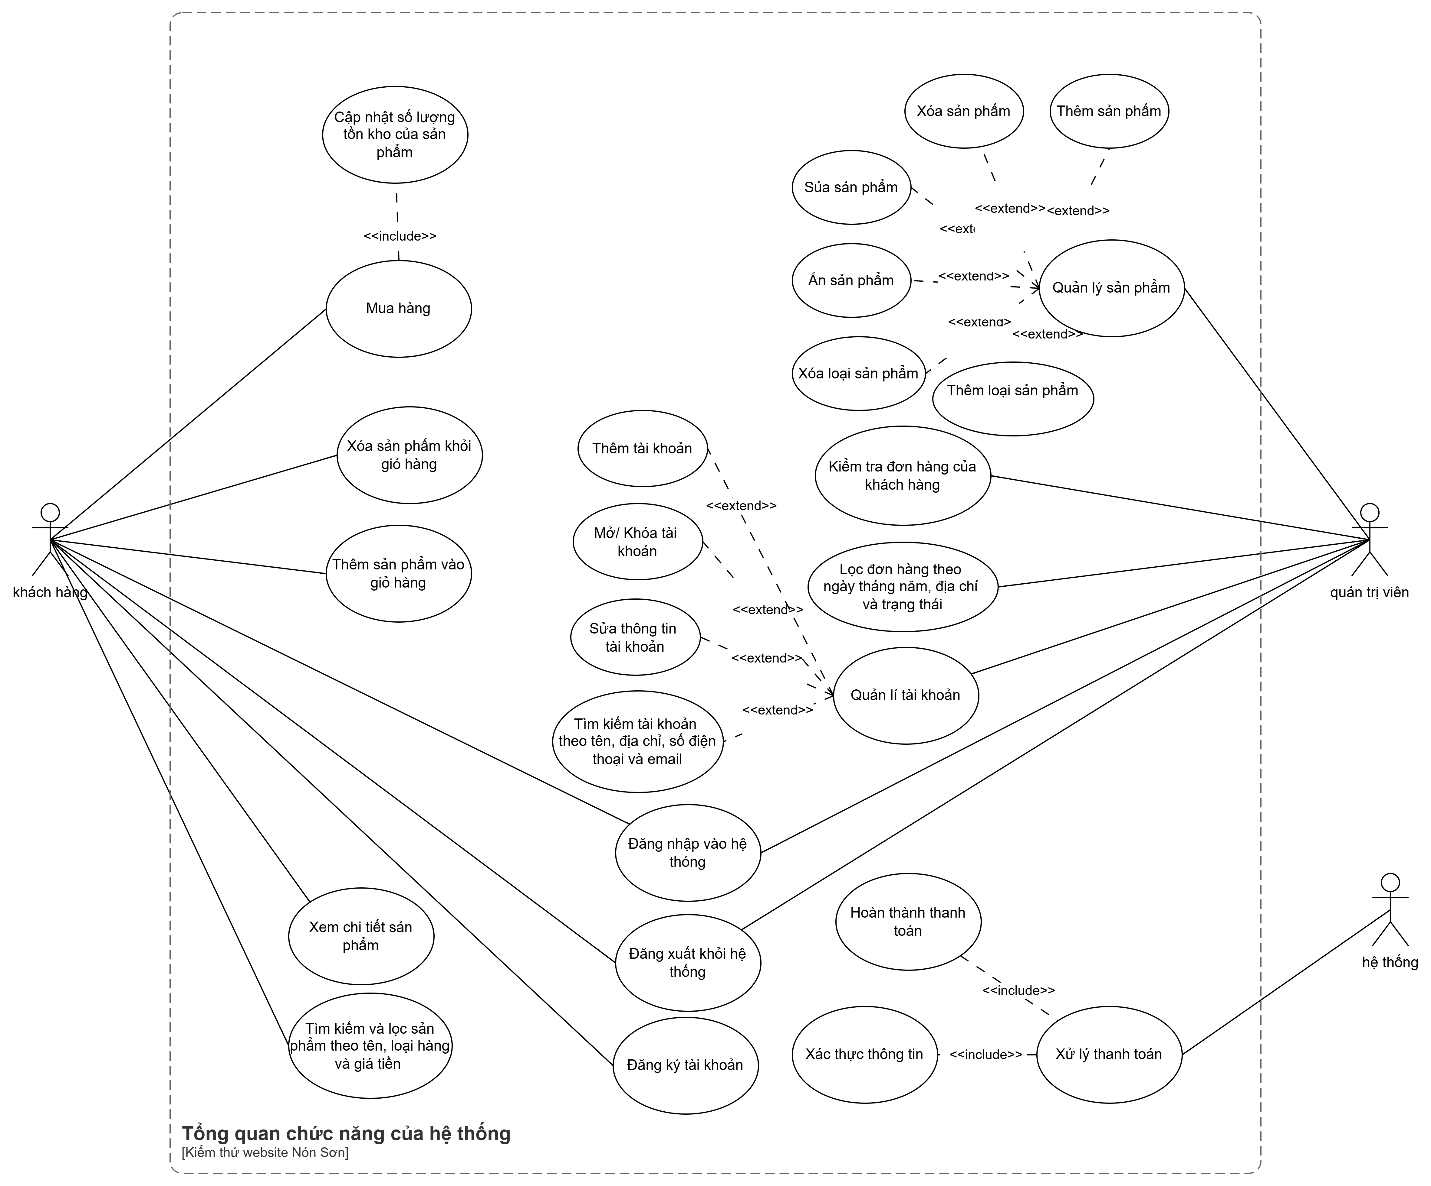 Cập nhật số lượng
tồn kho của sản
phẩm
<<include>>
Mua hàng
Xóa sản phẩm khỏi
giỏ hàng
Thêm sản phẩm vào
giỏ hàng
khách hàng
Xóa sản phẩm
Thêm sản phẩm
Sửa sản phẩm
<<extend>>
<extend>>
<<exte
Ẩn sản phẩm
<<extend>>
Quản lý sản phẩm
<<extend>
<<extend>>
Xóa loại sản phẩm
Thêm loại sản phẩm
Thêm tài khoản
Kiểm tra đơn hàng của
khách hàng
<<extend>>
Mở/ Khóa tài
khoản
Lọc đơn hàng theo
ngày tháng năm, địa chỉ
và trạng thái
quản trị viên
<<extend>>
Sửa thông tin
tài khoản
<<extend>>
Quản lí tài khoản
<<extend>>
Tìm kiếm tài khoản
theo tên, địa chỉ, số điện
thoại và email
Đăng nhập vào hệ
thống
Xem chi tiết sản
phẩm
Đăng xuất khỏi hệ
thống
Hoàn thành thanh
toán
hệ thống
<<include>>
Tìm kiếm và lọc sản
phẩm theo tên, loại hàng
và giá tiền
Đăng ký tài khoản
Xác thực thông tin
<<include>>
Xử lý thanh toán
Tổng quan chức năng của hệ thống
[Kiểm thử website Nón Sơn]